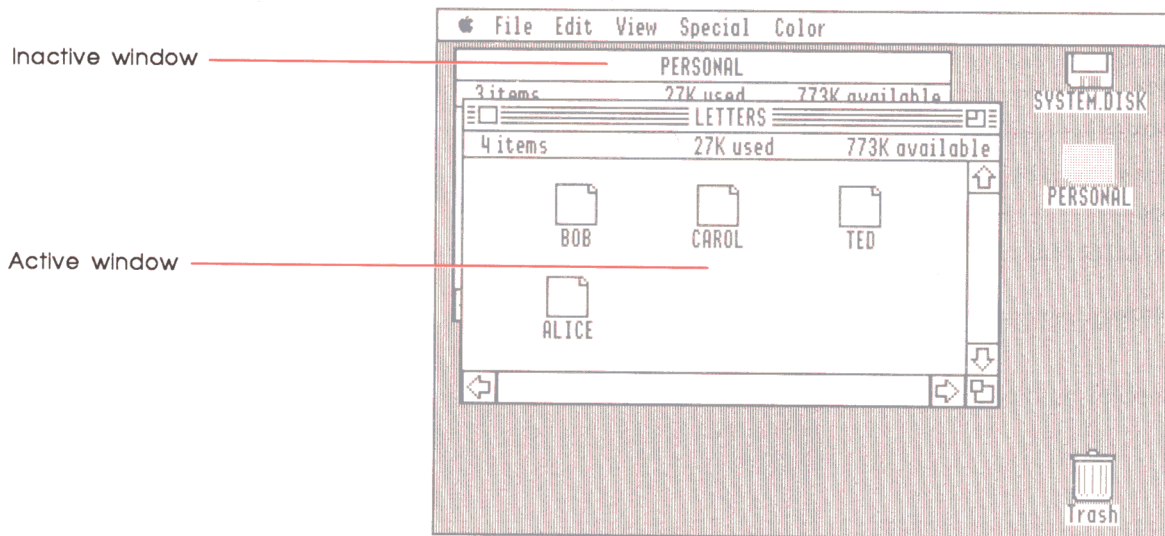 File Edit View Special Color
Inactive window
PERSONAL
3 items 27K used 773K available
SYSTEM.DISK
LETTERS
4 items 27K used 773K available
PERSONAL
BOB CAROL TED
Active window
ALICE
Trash